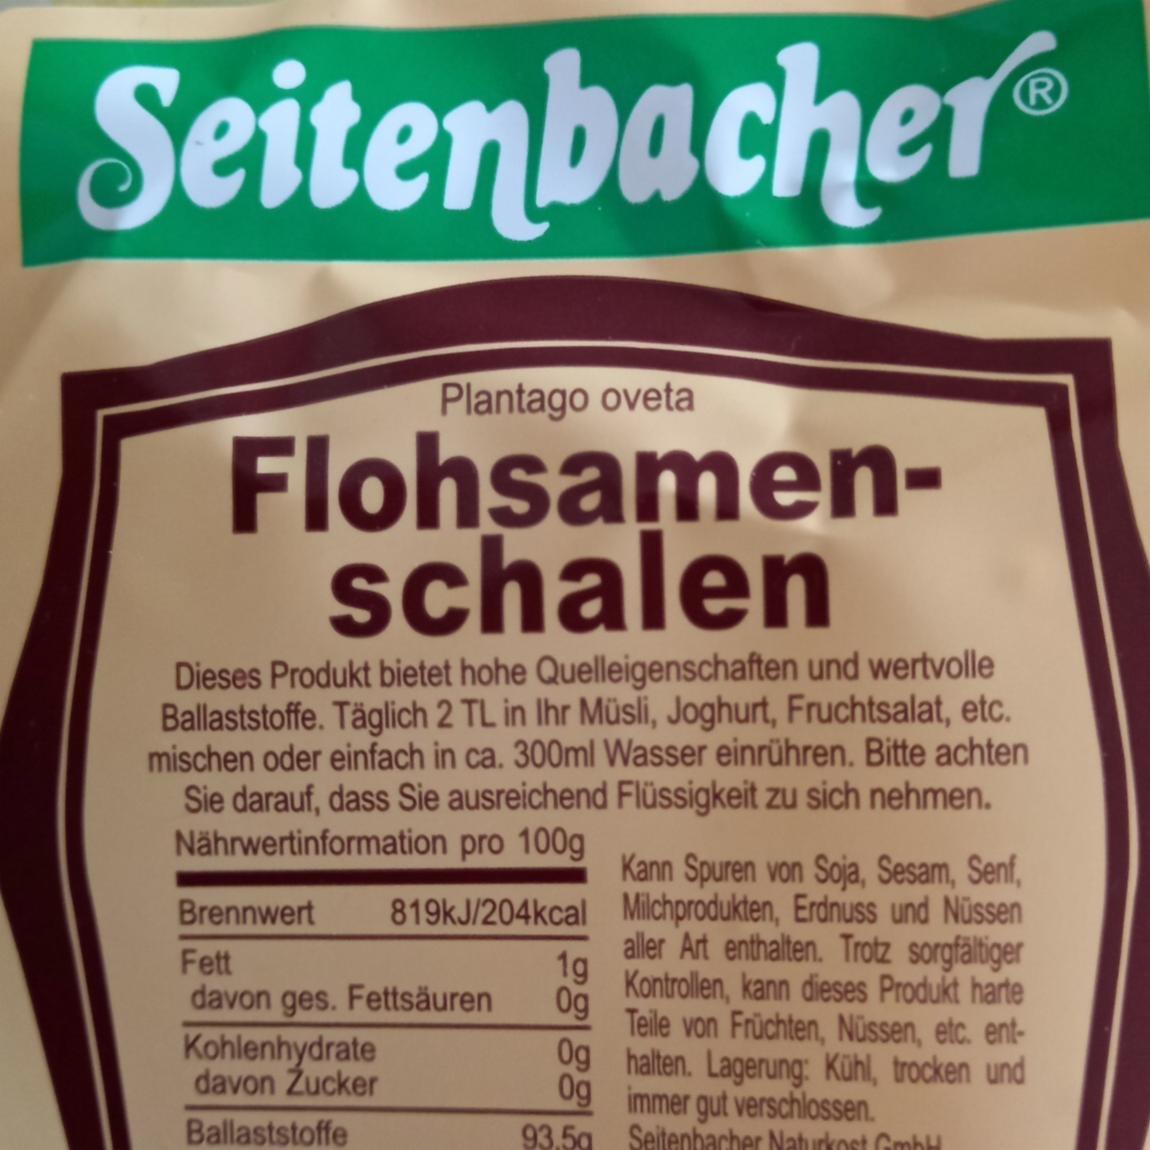 Seitenbacher®
Plantago oveta
Flohsamen-
schalen
Dieses Produkt bietet hohe Quelleigenschaften und wertvolle
Ballaststoffe. Täglich 2 TL in Ihr Müsli, Joghurt, Fruchtsalat, etc.
mischen oder einfach in ca. 300ml Wasser einrühren. Bitte achten
Sie darauf, dass Sie ausreichend Flüssigkeit zu sich nehmen.
Nährwertinformation pro 100g
Brennwert 819kJ/204kcal
Fett 1g
davon ges. Fettsäuren 0g
Kohlenhydrate 0g
davon Zucker 0g
Ballaststoffe 93,5g
Kann Spuren von Soja, Sesam, Senf,
Milchprodukten, Erdnuss und Nüssen
aller Art enthalten. Trotz sorgfältiger
Kontrollen, kann dieses Produkt harte
Teile von Früchten, Nüssen, etc. ent-
halten. Lagerung: Kühl, trocken und
immer gut verschlossen.
Seitenbacher Naturkost GmbH